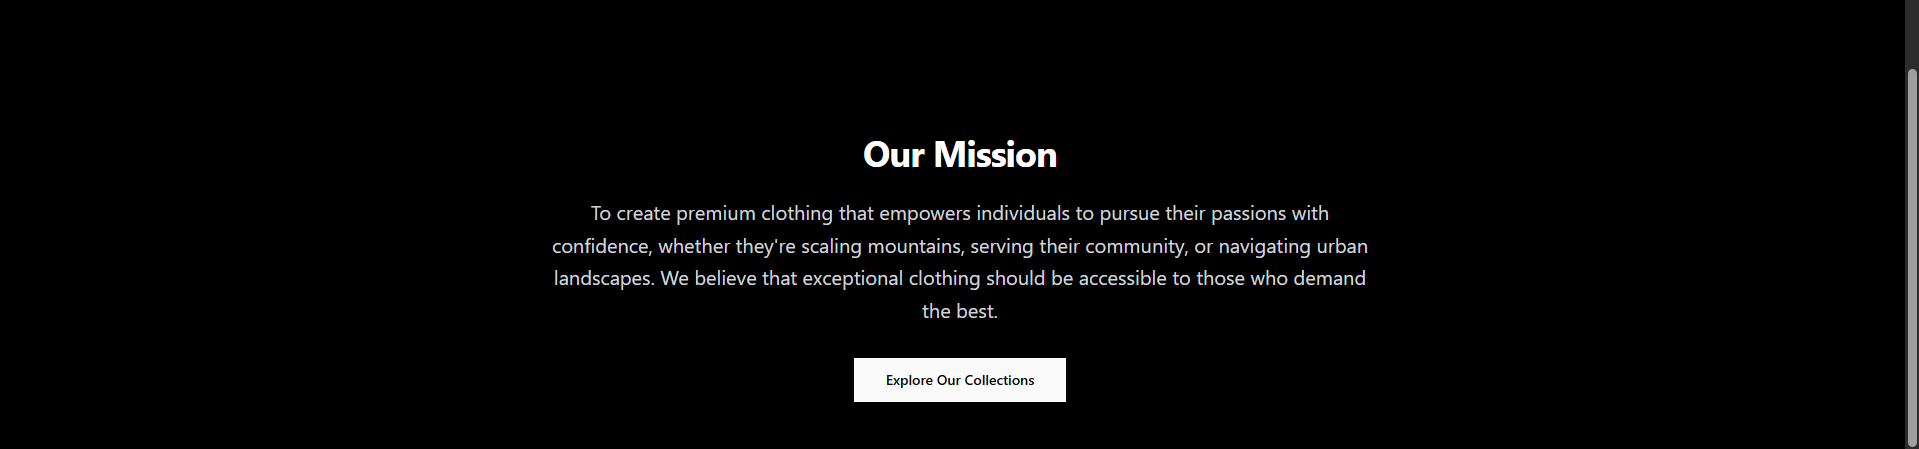 Our Mission
To create premium clothing that empowers individuals to pursue their passions with
confidence, whether they're scaling mountains, serving their community, or navigating urban
landscapes. We believe that exceptional clothing should be accessible to those who demand
the best.
Explore Our Collections